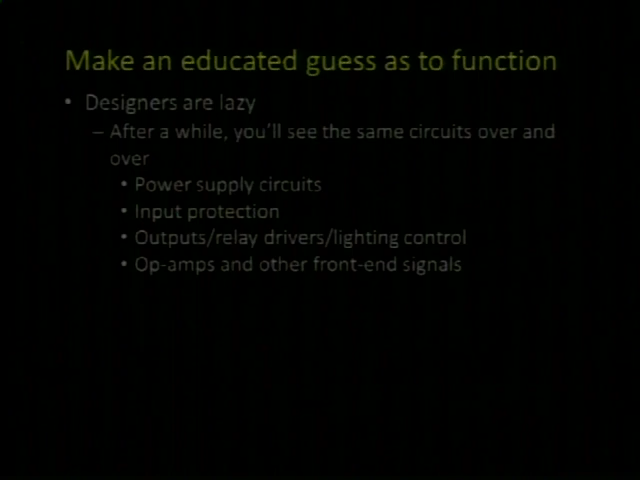 Make an educated guess as to function
• Designers are lazy
– After a while, you'll see the same circuits over and
over
• Power supply circuits
• Input protection
• Outputs/relay drivers/lighting control
• Op-amps and other front-end signals